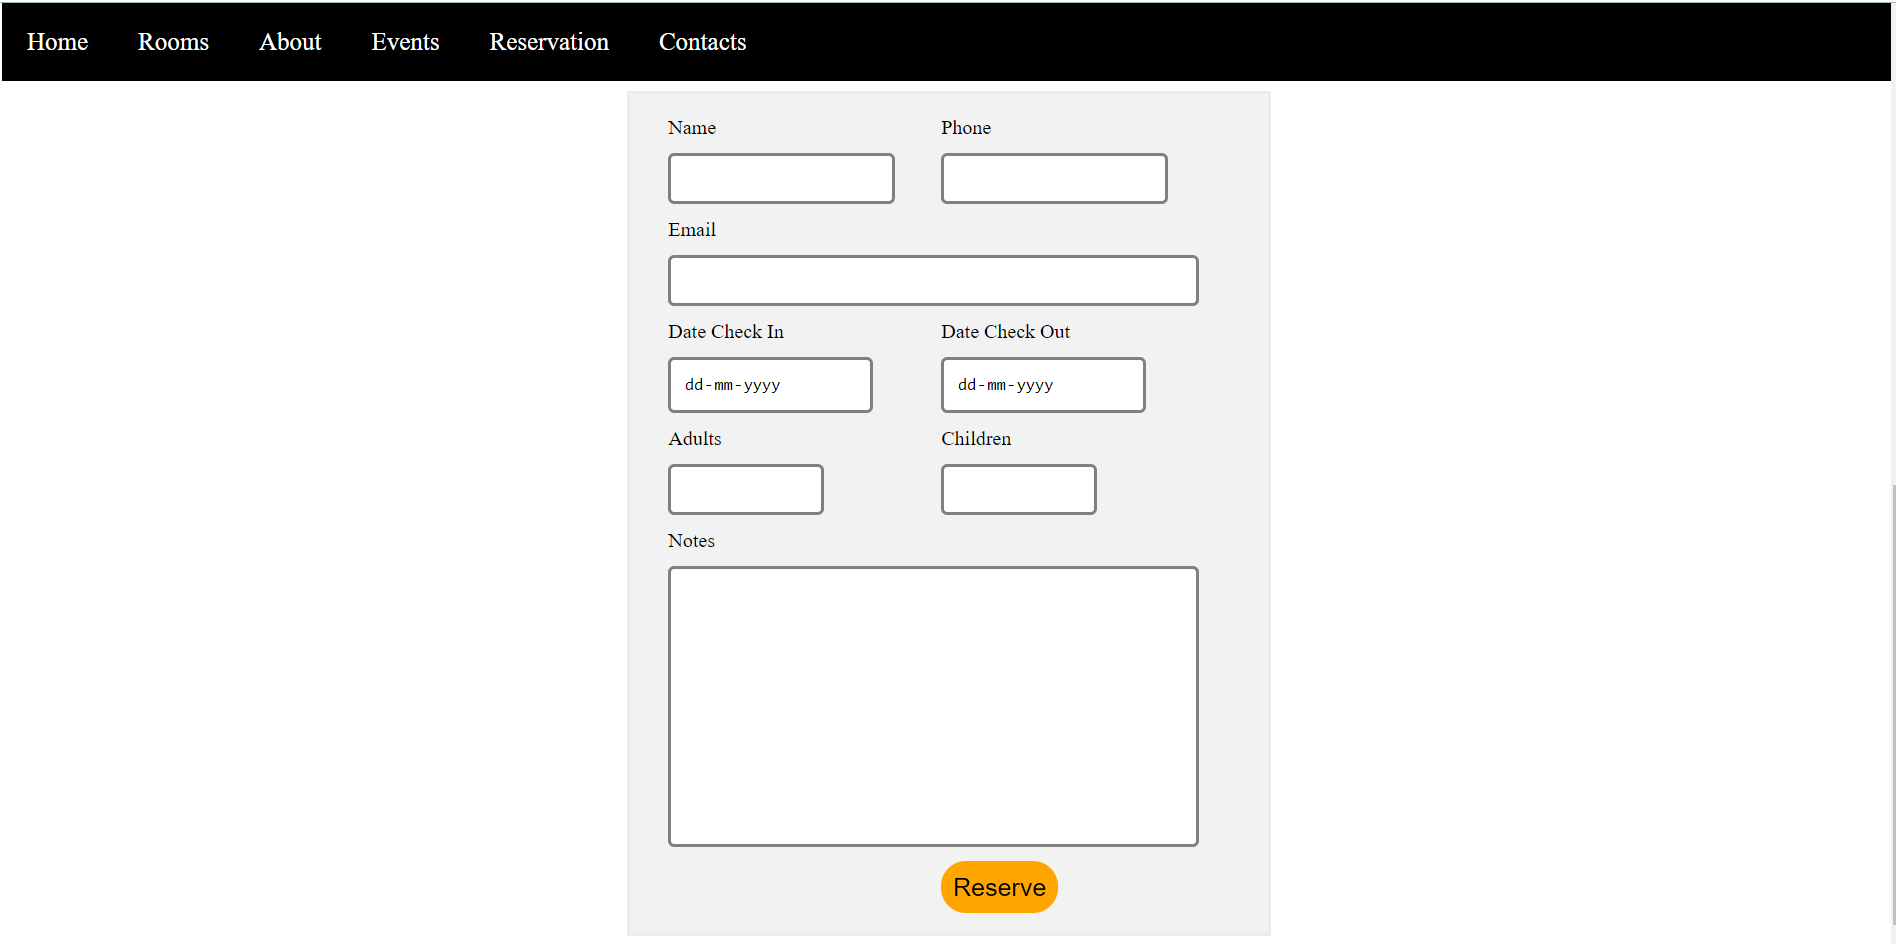 Home Rooms About Events Reservation Contacts
Name Phone
Email
Date Check In Date Check Out
dd-mm-yyyy dd-mm-yyyy
Adults Children
Notes
Reserve